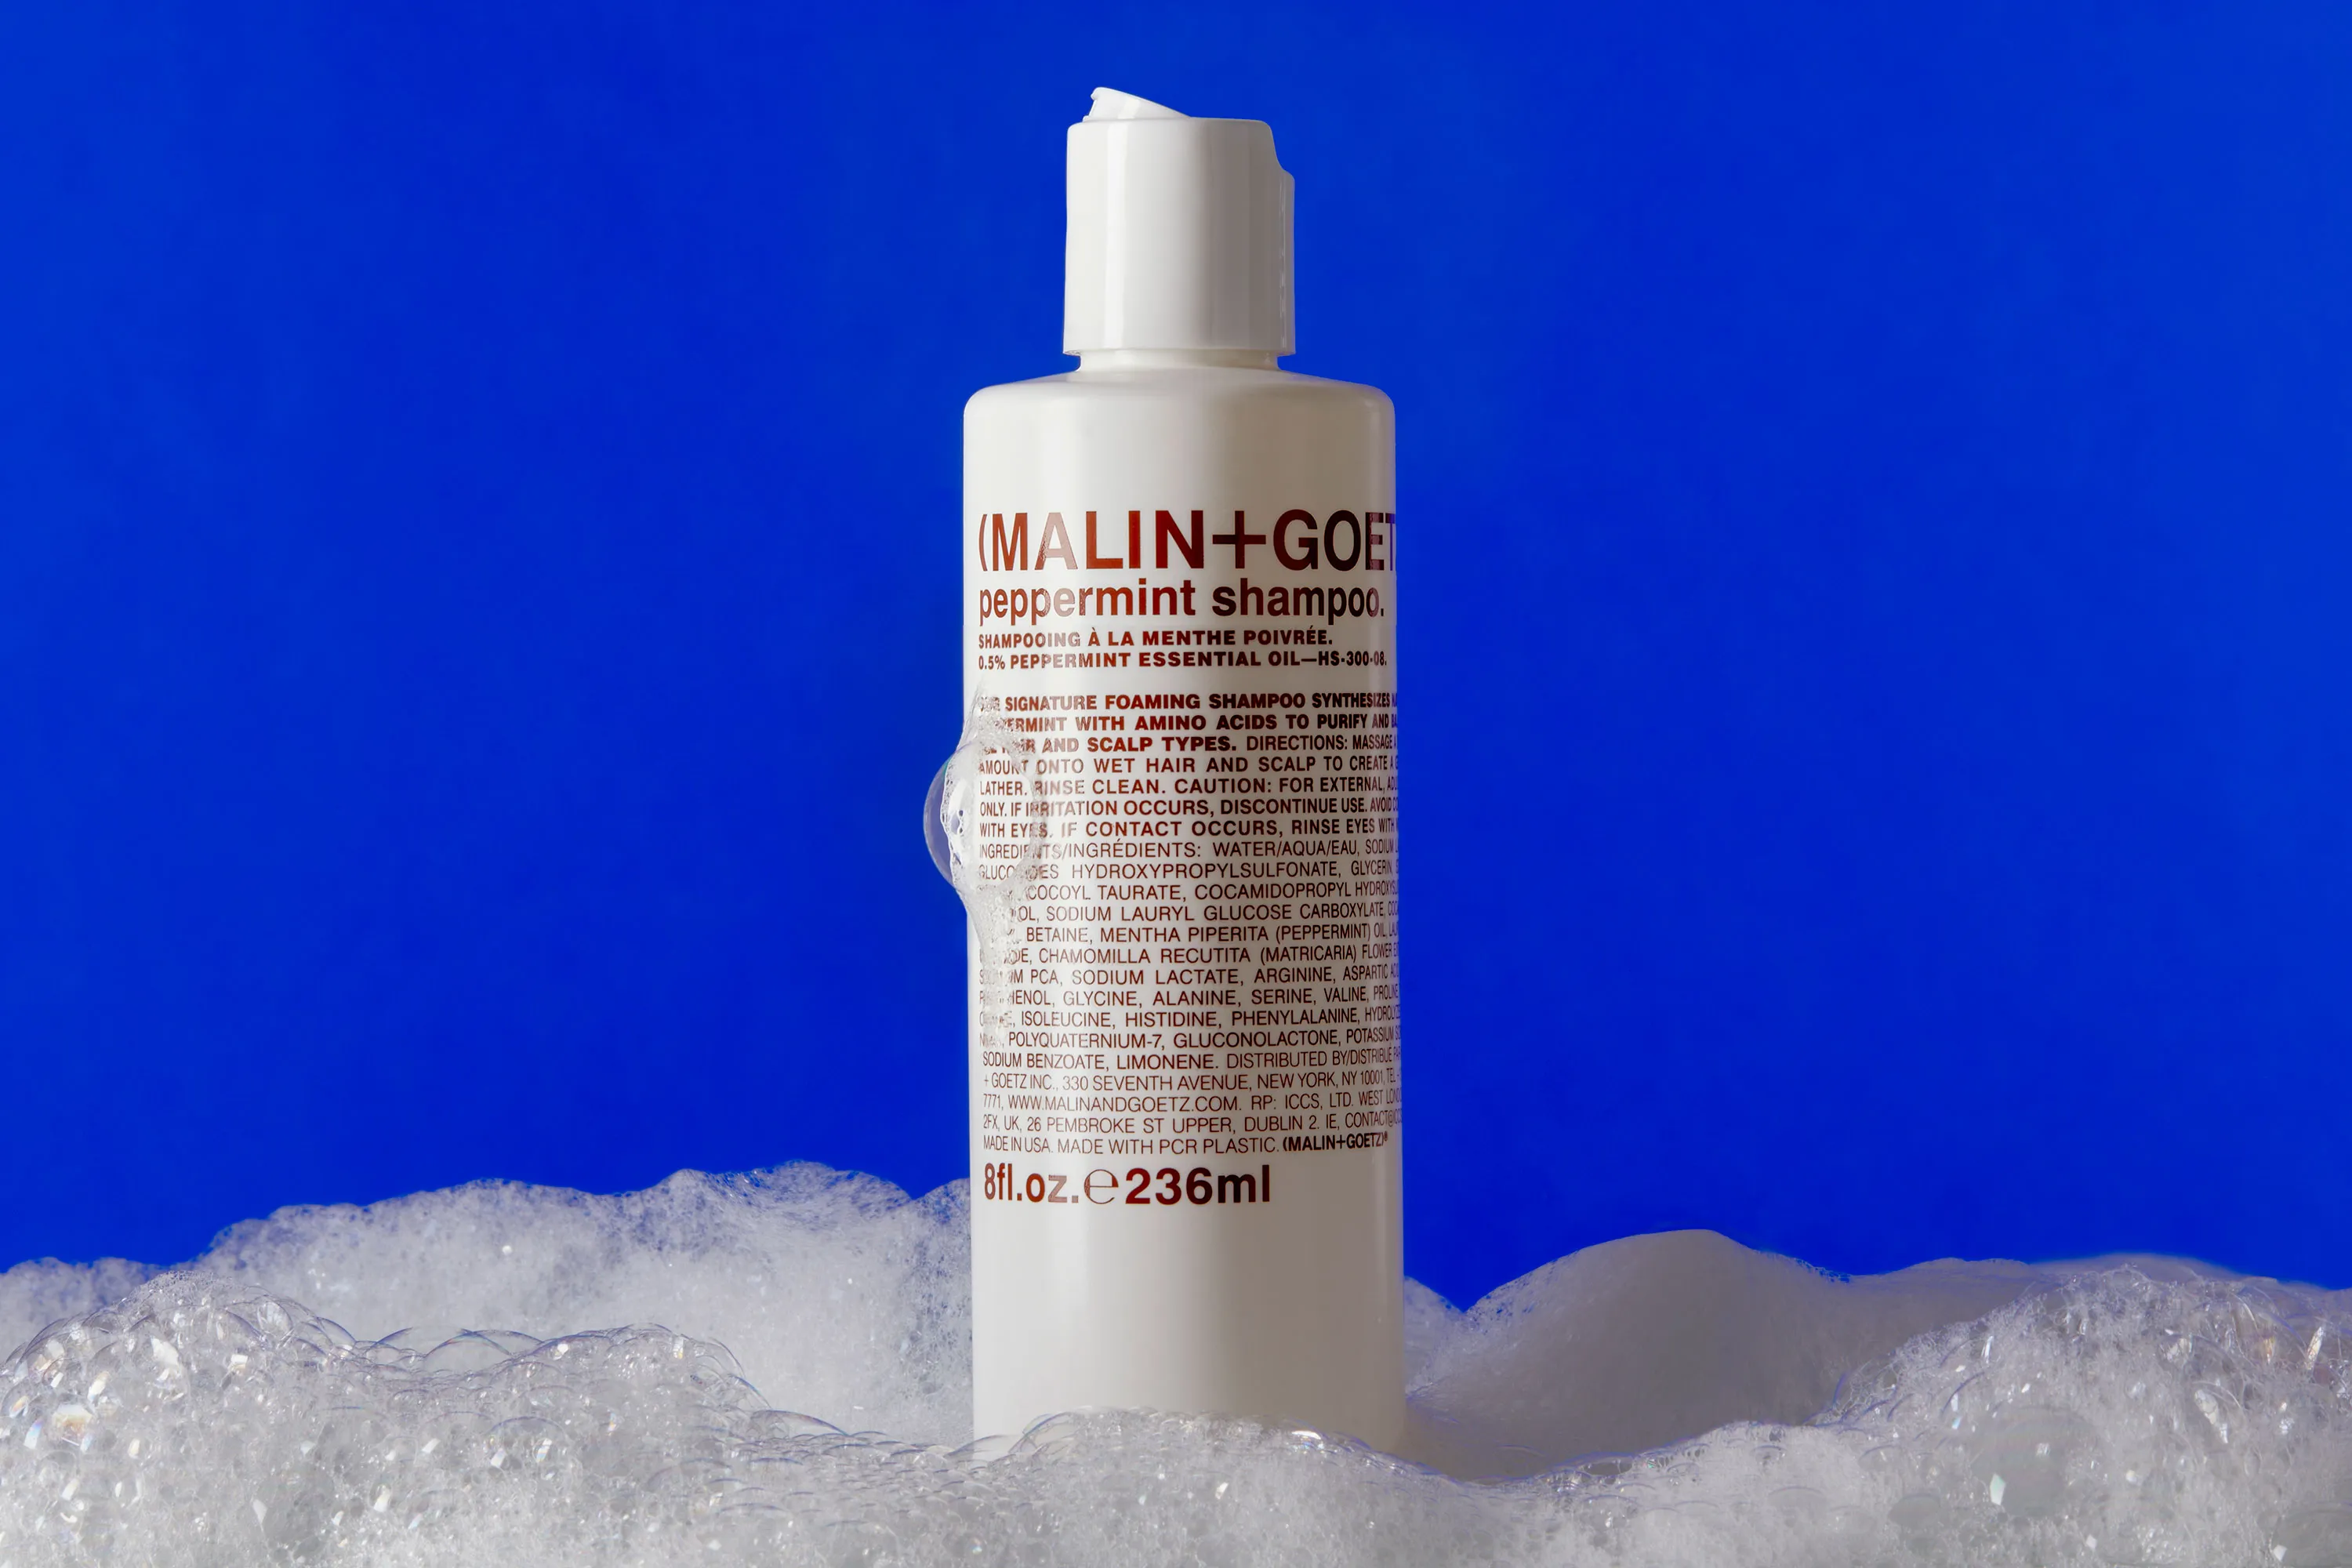 (MALIN+GOET
peppermint shampoo.
SHAMPOOING À LA MENTHE POIVRÉE.
0.5% PEPPERMINT ESSENTIAL OIL—HS-300-08.
SIGNATURE FOAMING SHAMPOO SYNTHESIZES
WITH AMINO ACIDS TO PURIFY AND
AND SCALP TYPES. DIRECTIONS: MASSAGE
AMOUNT ONTO WET HAIR AND SCALP TO CREATE A
LATHER. RINSE CLEAN. CAUTION: FOR EXTERNAL,
ONLY. IF IRRITATION OCCURS, DISCONTINUE USE. AVOID
WITH EYES. IF CONTACT OCCURS, RINSE EYES WITH
INGREDIENTS/INGRÉDIENTS: WATER/AQUA/EAU, SODIUM
HYDROXYPROPYLSULFONATE, GLYCERIN,
COCOYL TAURATE, COCAMIDOPROPYL
SODIUM LAURYL GLUCOSE CARBOXYLATE,
BETAINE, MENTHA PIPERITA (PEPPERMINT) OIL,
CHAMOMILLA RECUTITA (MATRICARIA) FLOWER
PCA, SODIUM LACTATE, ARGININE, ASPARTIC
GLYCINE, ALANINE, SERINE, VALINE, PROLINE
ISOLEUCINE, HISTIDINE, PHENYLALANINE,
POLYQUATERNIUM-7, GLUCONOLACTONE, POTASSIUM
SODIUM BENZOATE, LIMONENE. DISTRIBUTED BY/DISTRIBUÉ
+ GOETZ INC., 330 SEVENTH AVENUE, NEW YORK, NY 10001, TEL
7771, WWW.MALINANDGOETZ.COM. RP: ICCS, LTD. WEST
2FX, UK, 26 PEMBROKE ST UPPER, DUBLIN 2. IE,
MADE IN USA. MADE WITH PCR PLASTIC. (MALIN+GOETZ)®
8fl.oz.℮236ml